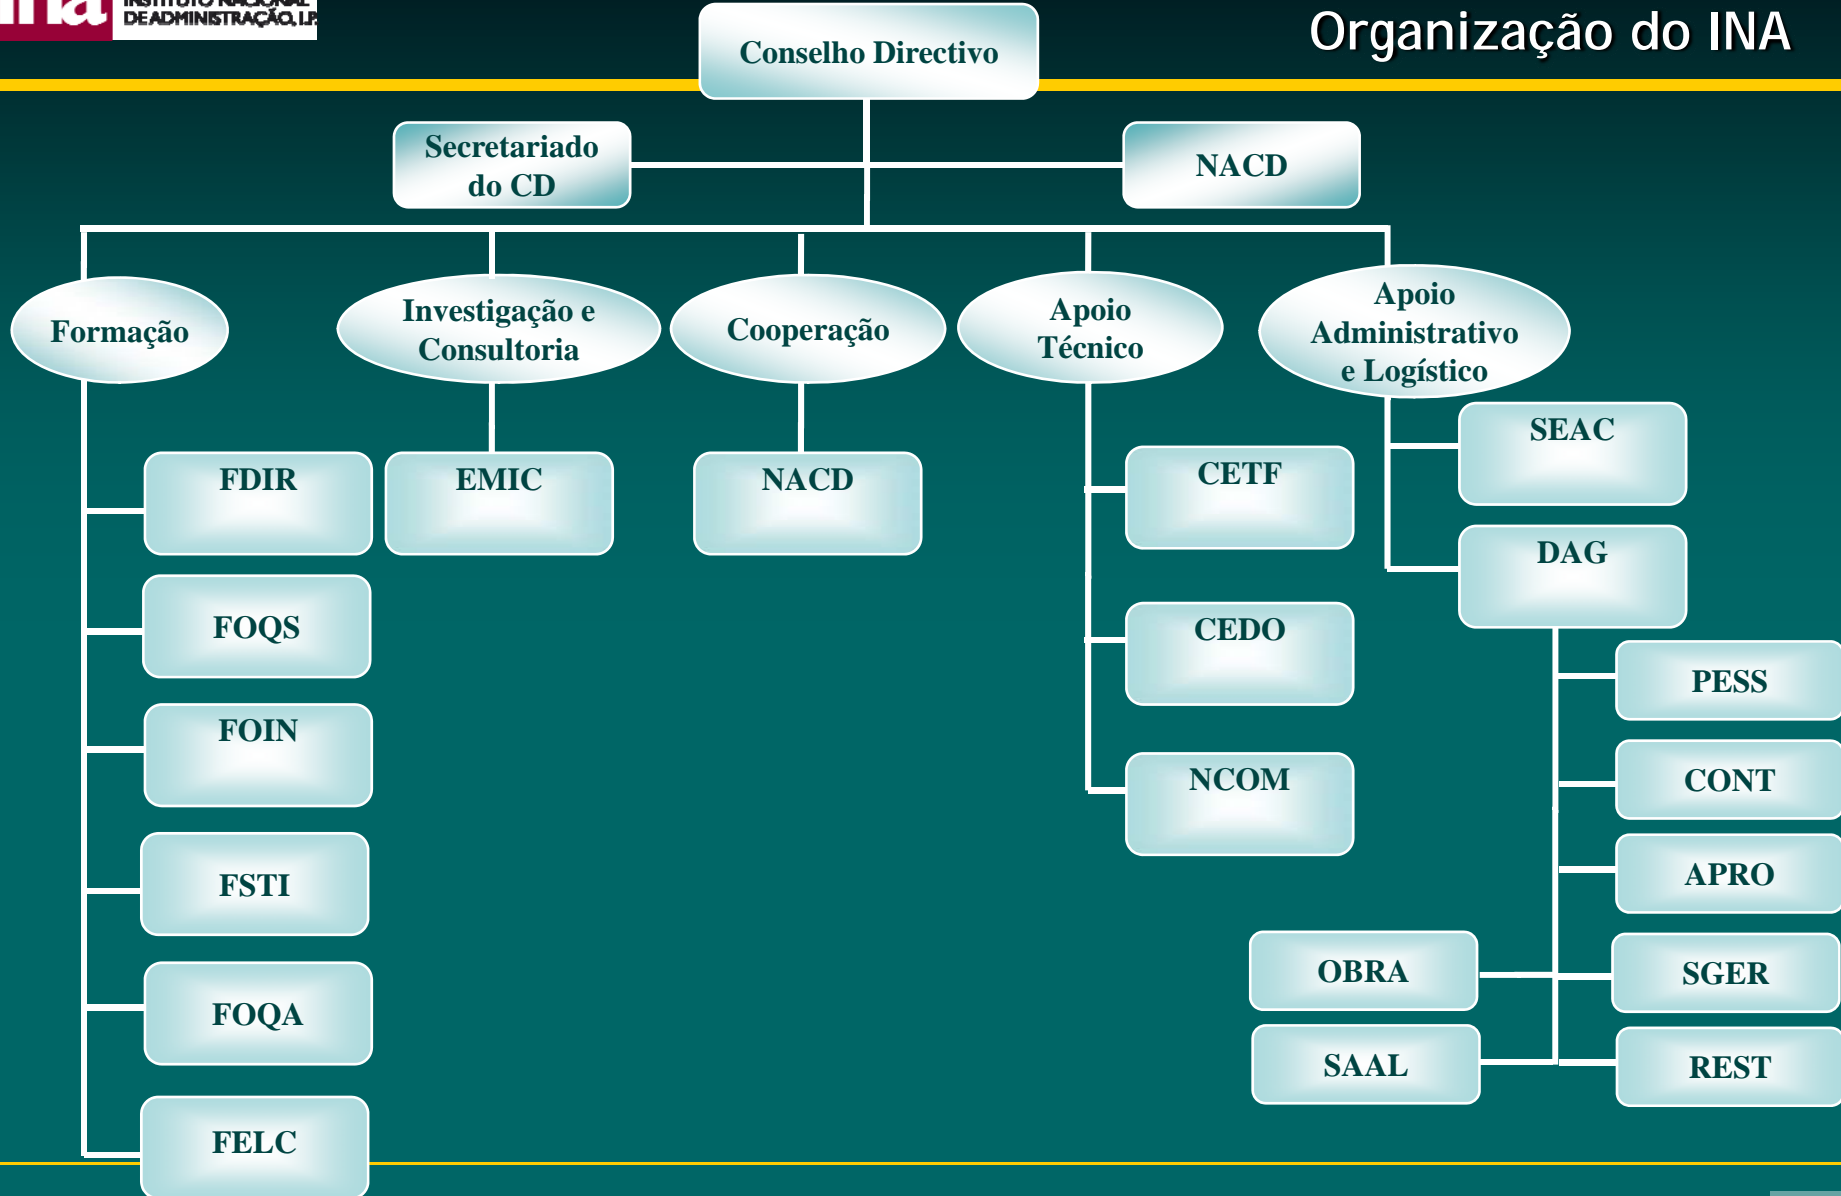 INSTITUTO NACIONAL
DE ADMINISTRAÇÃO, I.P.
Organização do INA
Conselho Directivo
Secretariado
do CD
NACD
Formação
Investigação e
Consultoria
Cooperação
Apoio
Técnico
Apoio
Administrativo
e Logístico
FDIR
FOQS
FOIN
FSTI
FOQA
FELC
EMIC
NACD
CETF
CEDO
NCOM
SEAC
DAG
PESS
CONT
APRO
SGER
REST
OBRA
SAAL